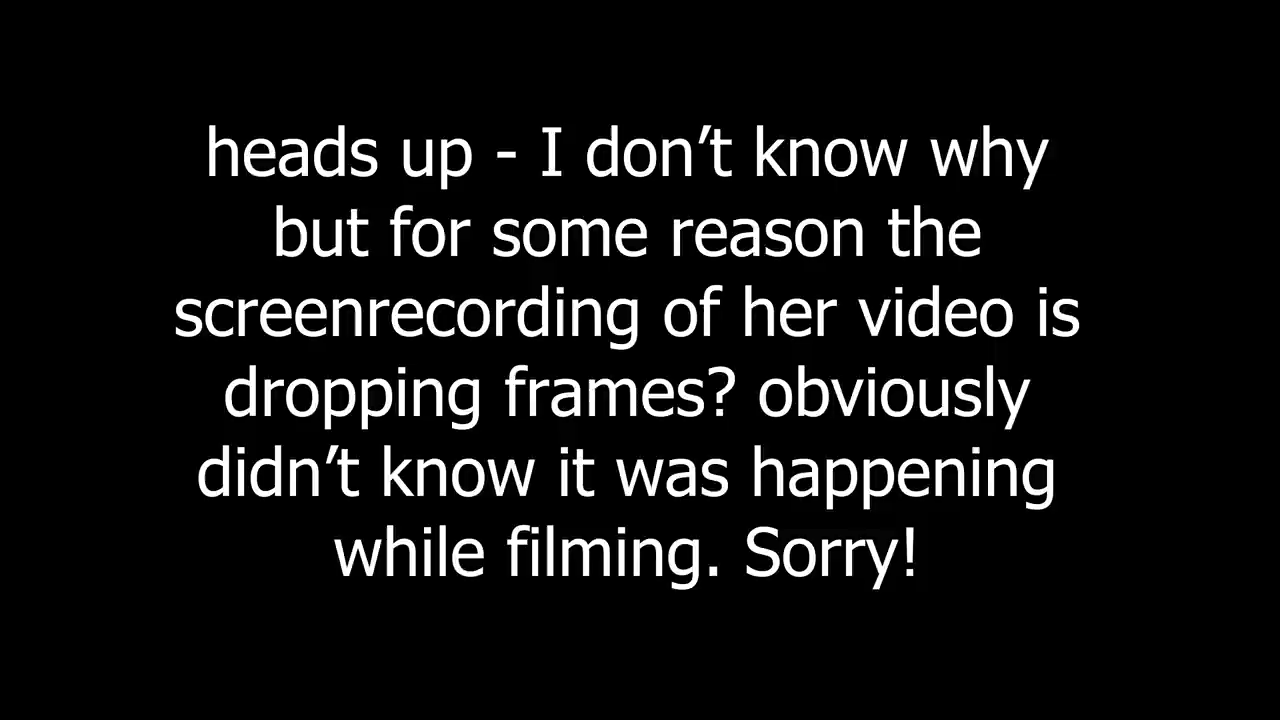 heads up - I don’t know why
but for some reason the
screenrecording of her video is
dropping frames? obviously
didn’t know it was happening
while filming. Sorry!